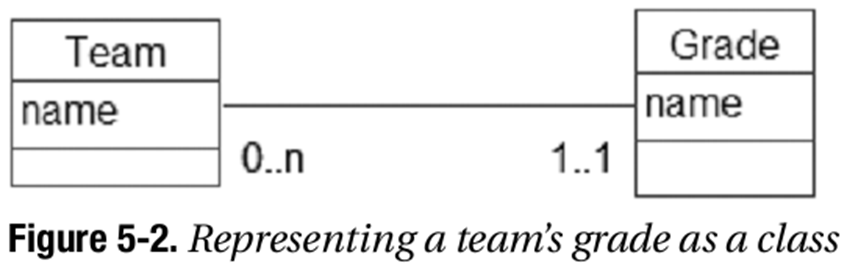 Team
Grade
name
name
0..n
1..1
Figure 5-2. Representing a team's grade as a class